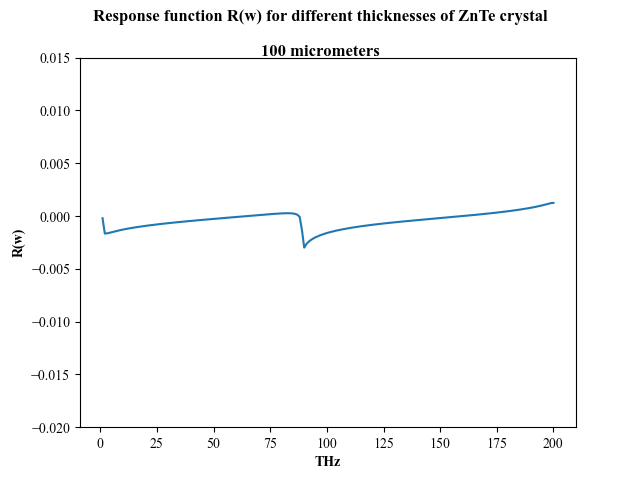 Response function R(w) for different thicknesses of ZnTe crystal
100 micrometers
0.015
0.010
0.005
0.000
−0.005
−0.010
−0.015
−0.020
R(w)
0 25 50 75 100 125 150 175 200
THz